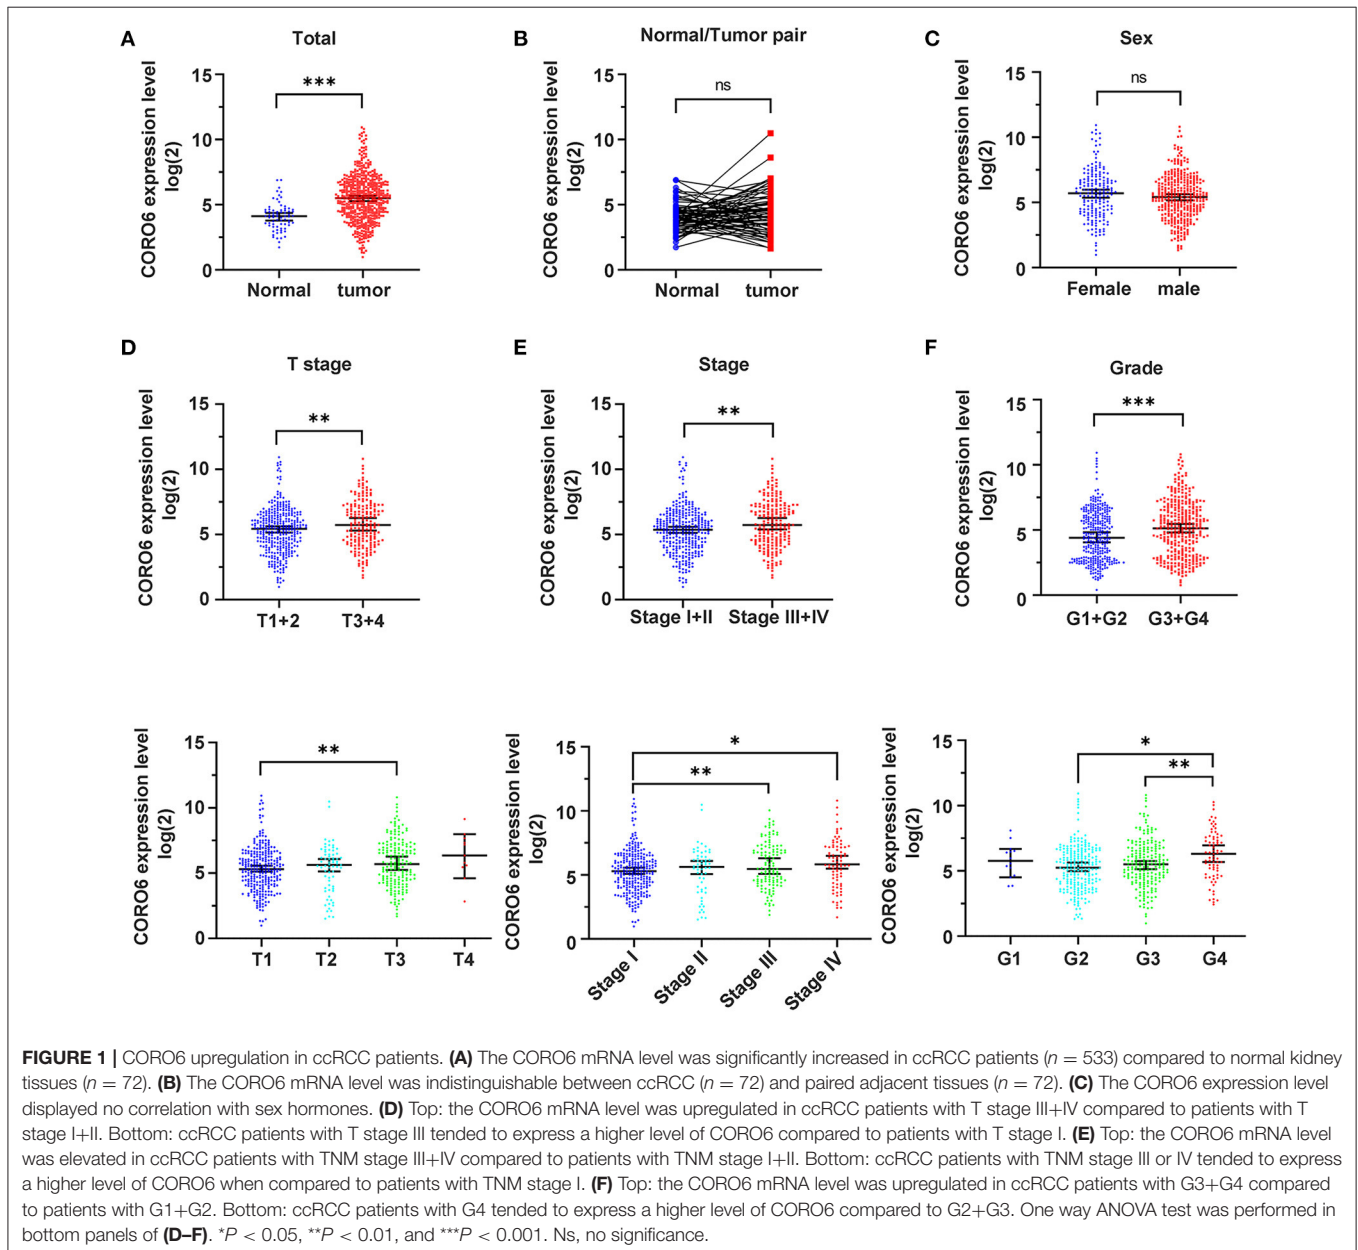 A
Total
CORO6 expression level
log(2)
15
10
5
0
***
Normal
tumor
B
Normal/Tumor pair
CORO6 expression level
log(2)
15
10
5
0
ns
Normal
tumor
C
Sex
CORO6 expression level
log(2)
15
10
5
0
ns
Female
male
D
T stage
CORO6 expression level
log(2)
15
10
5
0
**
T1+2
T3+4
E
Stage
CORO6 expression level
log(2)
15
10
5
0
**
Stage I+II
Stage III+IV
F
Grade
CORO6 expression level
log(2)
15
10
5
0
***
G1+G2
G3+G4
CORO6 expression level
log(2)
15
10
5
0
**
T1
T2
T3
T4
CORO6 expression level
log(2)
15
10
5
0
*
**
Stage I
Stage II
Stage III
Stage IV
CORO6 expression level
log(2)
15
10
5
0
*
**
G1
G2
G3
G4
FIGURE 1 | CORO6 upregulation in ccRCC patients. (A) The CORO6 mRNA level was significantly increased in ccRCC patients (n = 533) compared to normal kidney
tissues (n = 72). (B) The CORO6 mRNA level was indistinguishable between ccRCC (n = 72) and paired adjacent tissues (n = 72). (C) The CORO6 expression level
displayed no correlation with sex hormones. (D) Top: the CORO6 mRNA level was upregulated in ccRCC patients with T stage III+IV compared to patients with T
stage I+II. Bottom: ccRCC patients with T stage III tended to express a higher level of CORO6 compared to patients with T stage I. (E) Top: the CORO6 mRNA level
was elevated in ccRCC patients with TNM stage III+IV compared to patients with TNM stage I+II. Bottom: ccRCC patients with TNM stage III or IV tended to express
a higher level of CORO6 when compared to patients with TNM stage I. (F) Top: the CORO6 mRNA level was upregulated in ccRCC patients with G3+G4 compared
to patients with G1+G2. Bottom: ccRCC patients with G4 tended to express a higher level of CORO6 compared to G2+G3. One way ANOVA test was performed in
bottom panels of (D–F). *P < 0.05, **P < 0.01, and ***P < 0.001. Ns, no significance.